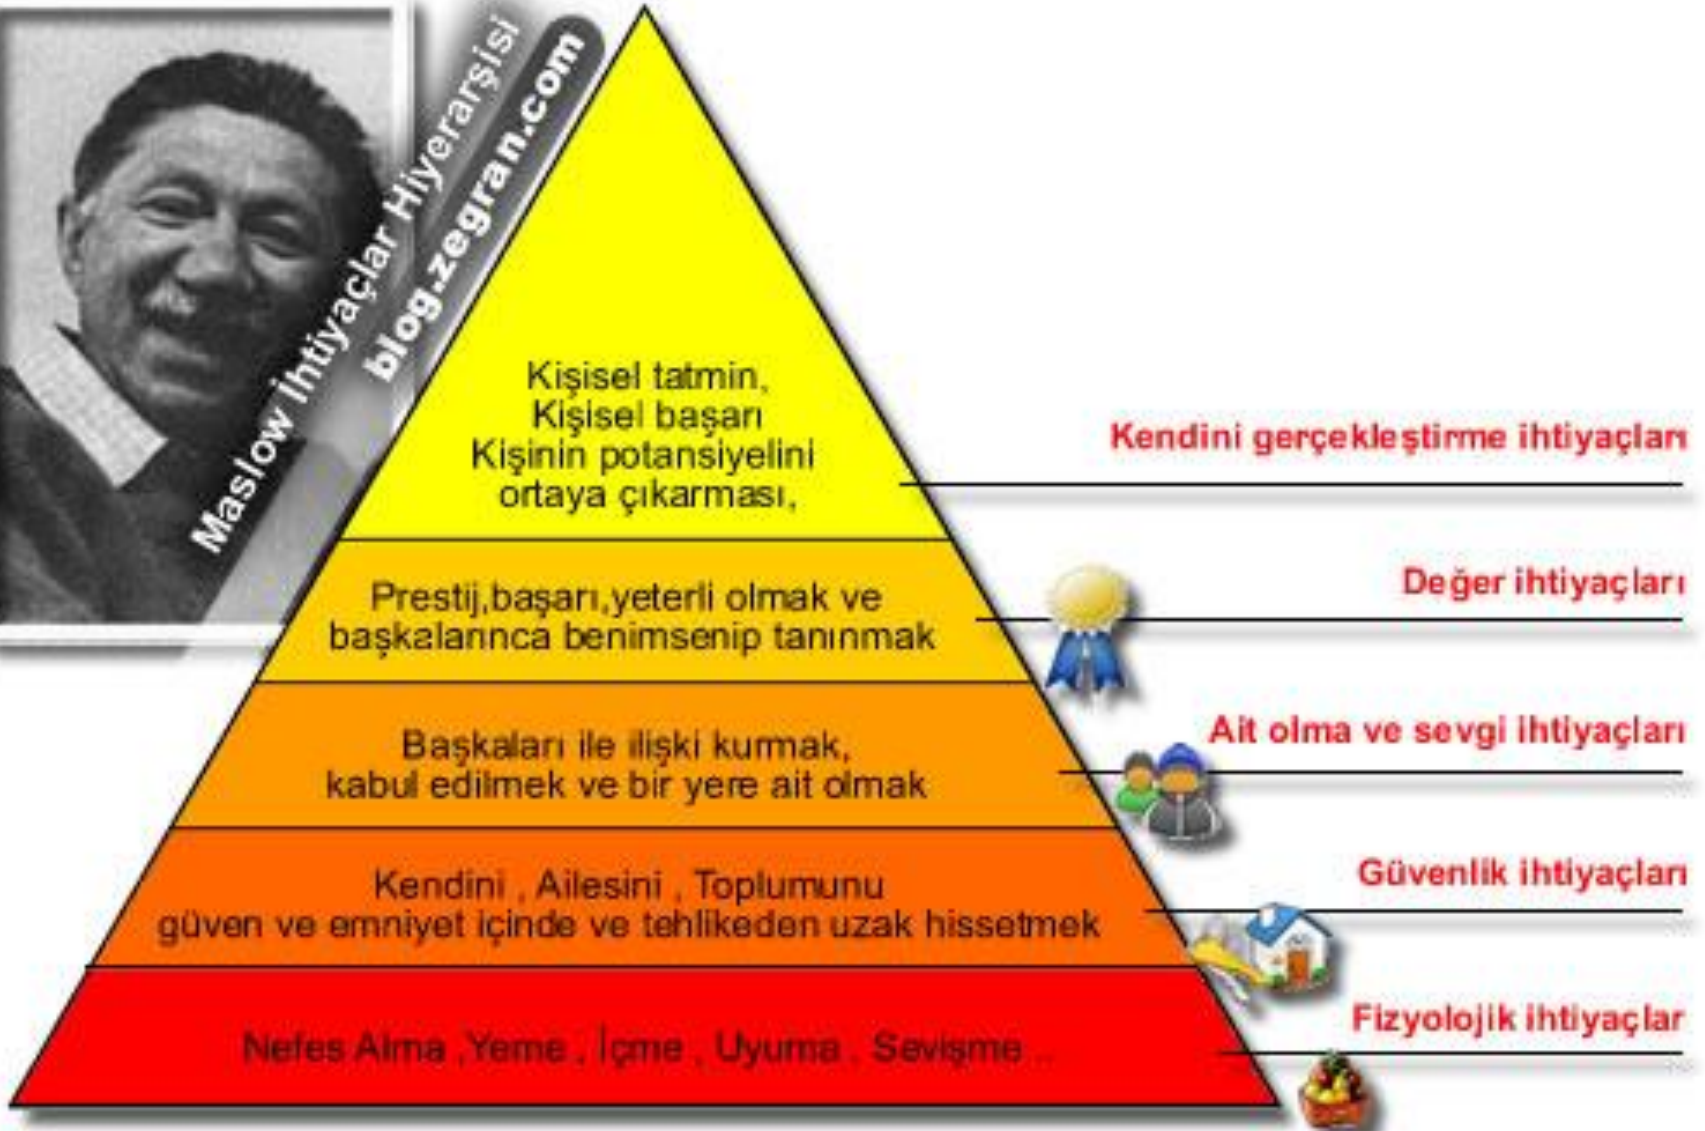 Maslow İhtiyaçlar Hiyerarşisi
blog.zegran.com
Kişisel tatmin,
Kişisel başarı
Kişinin potansiyelini
ortaya çıkarması,
Kendini gerçekleştirme ihtiyaçları
Prestij,başarı,yeterli olmak ve
başkalarınca benimsenip tanınmak
Değer ihtiyaçları
Başkaları ile ilişki kurmak,
kabul edilmek ve bir yere ait olmak
Ait olma ve sevgi ihtiyaçları
Kendini , Ailesini , Toplumunu
güven ve emniyet içinde ve tehlikeden uzak hissetmek
Güvenlik ihtiyaçları
Nefes Alma ,Yeme , İçme , Uyuma , Sevişme ..
Fizyolojik ihtiyaçlar